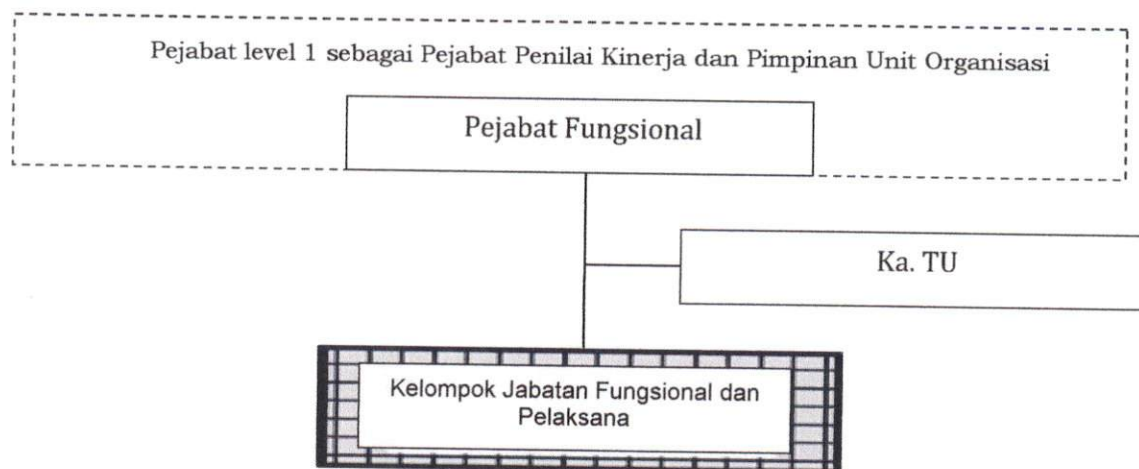 Pejabat level 1 sebagai Pejabat Penilai Kinerja dan Pimpinan Unit Organisasi
Pejabat Fungsional
Ka. TU
Kelompok Jabatan Fungsional dan
Pelaksana